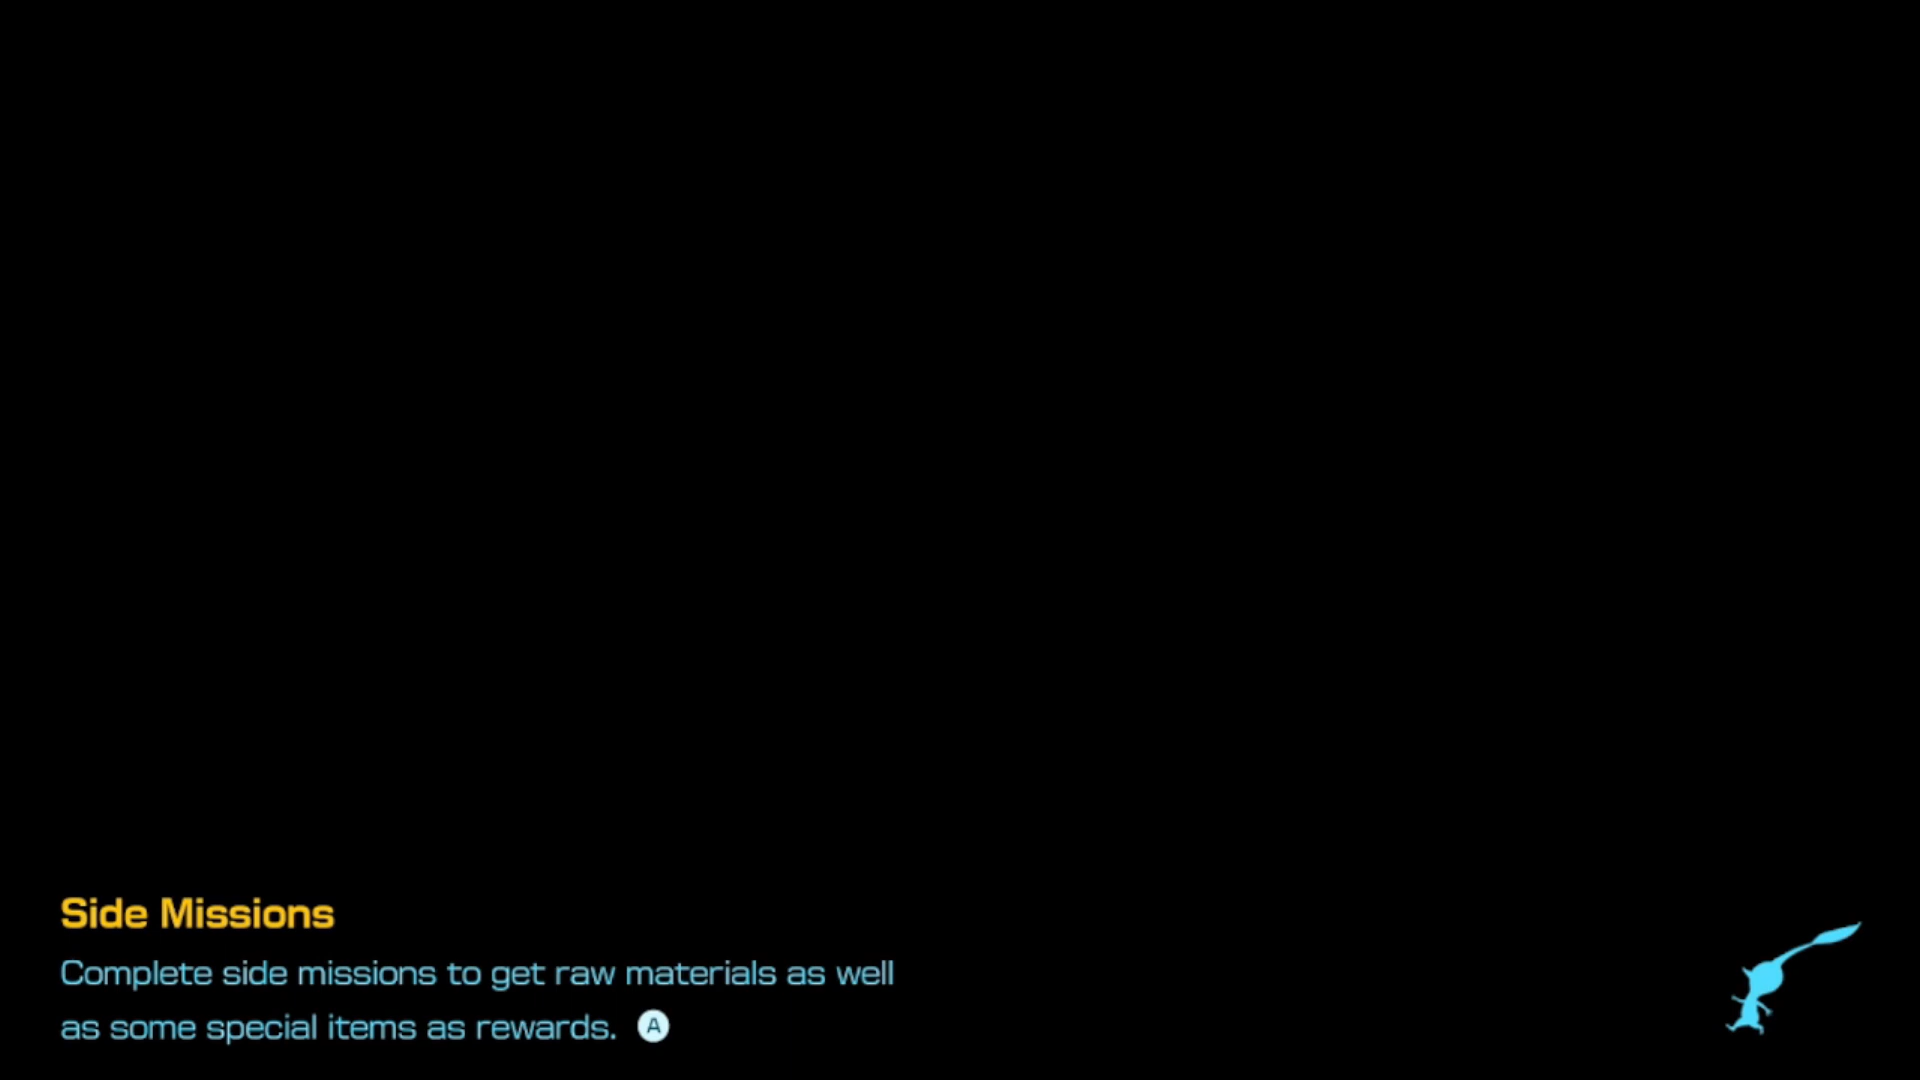 Side Missions
Complete side missions to get raw materials as well
as some special items as rewards. A